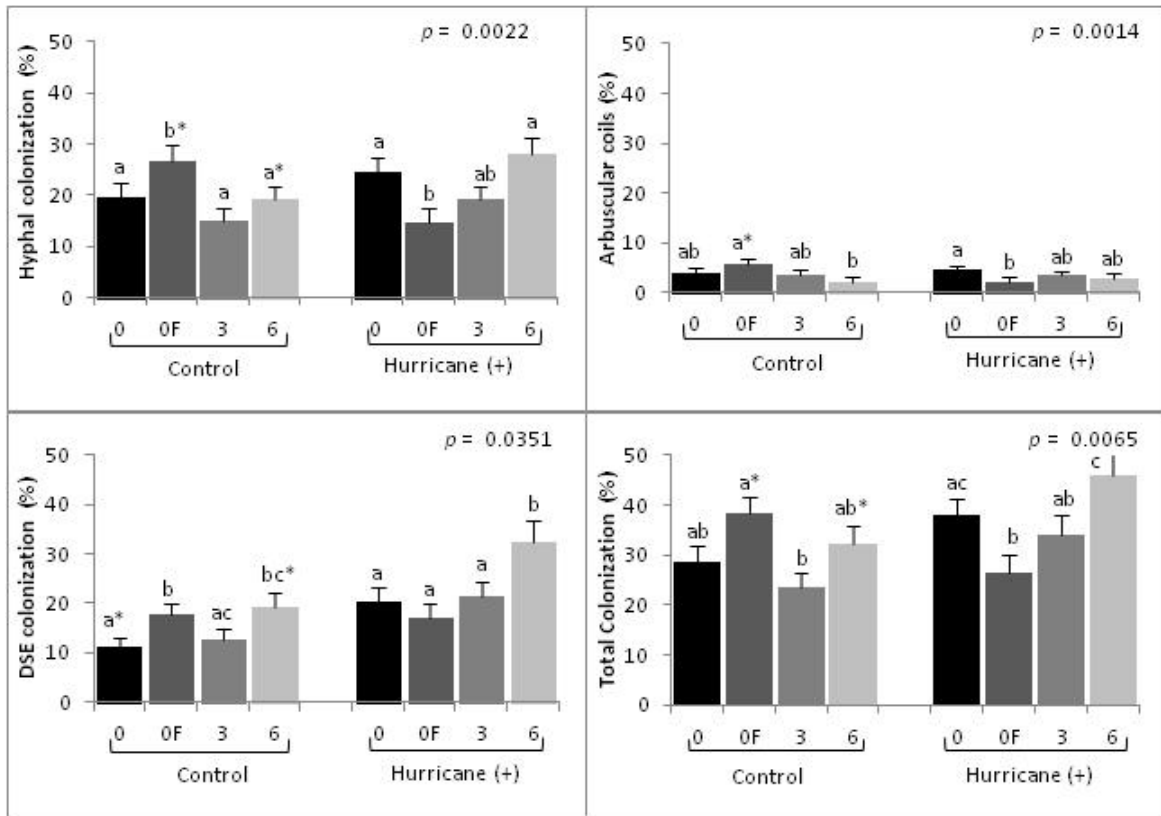 p = 0.0022
Hyphal colonization (%)
50
40
30
20
10
0
a
b*
a
a*
a
b
ab
a
0 0F 3 6 0 0F 3 6
Control Hurricane (+)
p = 0.0014
Arbuscular coils (%)
50
40
30
20
10
0
ab
a*
ab
b
a
b
ab
ab
0 0F 3 6 0 0F 3 6
Control Hurricane (+)
p = 0.0351
DSE colonization (%)
50
40
30
20
10
0
a*
b
ac
bc*
a
a
a
b
0 0F 3 6 0 0F 3 6
Control Hurricane (+)
p = 0.0065
Total Colonization (%)
50
40
30
20
10
0
ab
a*
b
ab*
ac
b
ab
c
0 0F 3 6 0 0F 3 6
Control Hurricane (+)